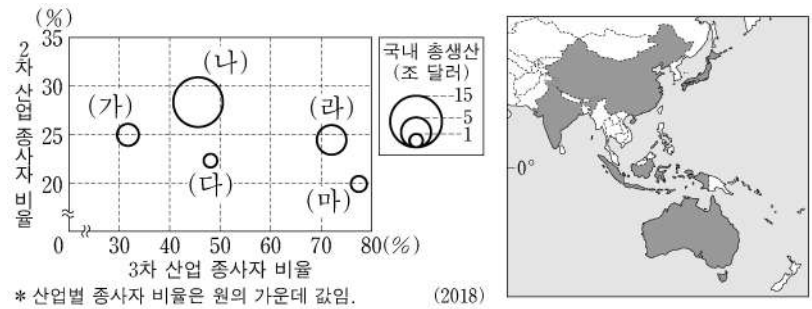 (%)
2차 산업 종사자 비율
35
30
25
20
0
30
40
50
60
70
80(%)
3차 산업 종사자 비율
(가)
(나)
(다)
(라)
(마)
국내 총생산
(조 달러)
15
5
1
* 산업별 종사자 비율은 원의 가운데 값임.
(2018)
0°